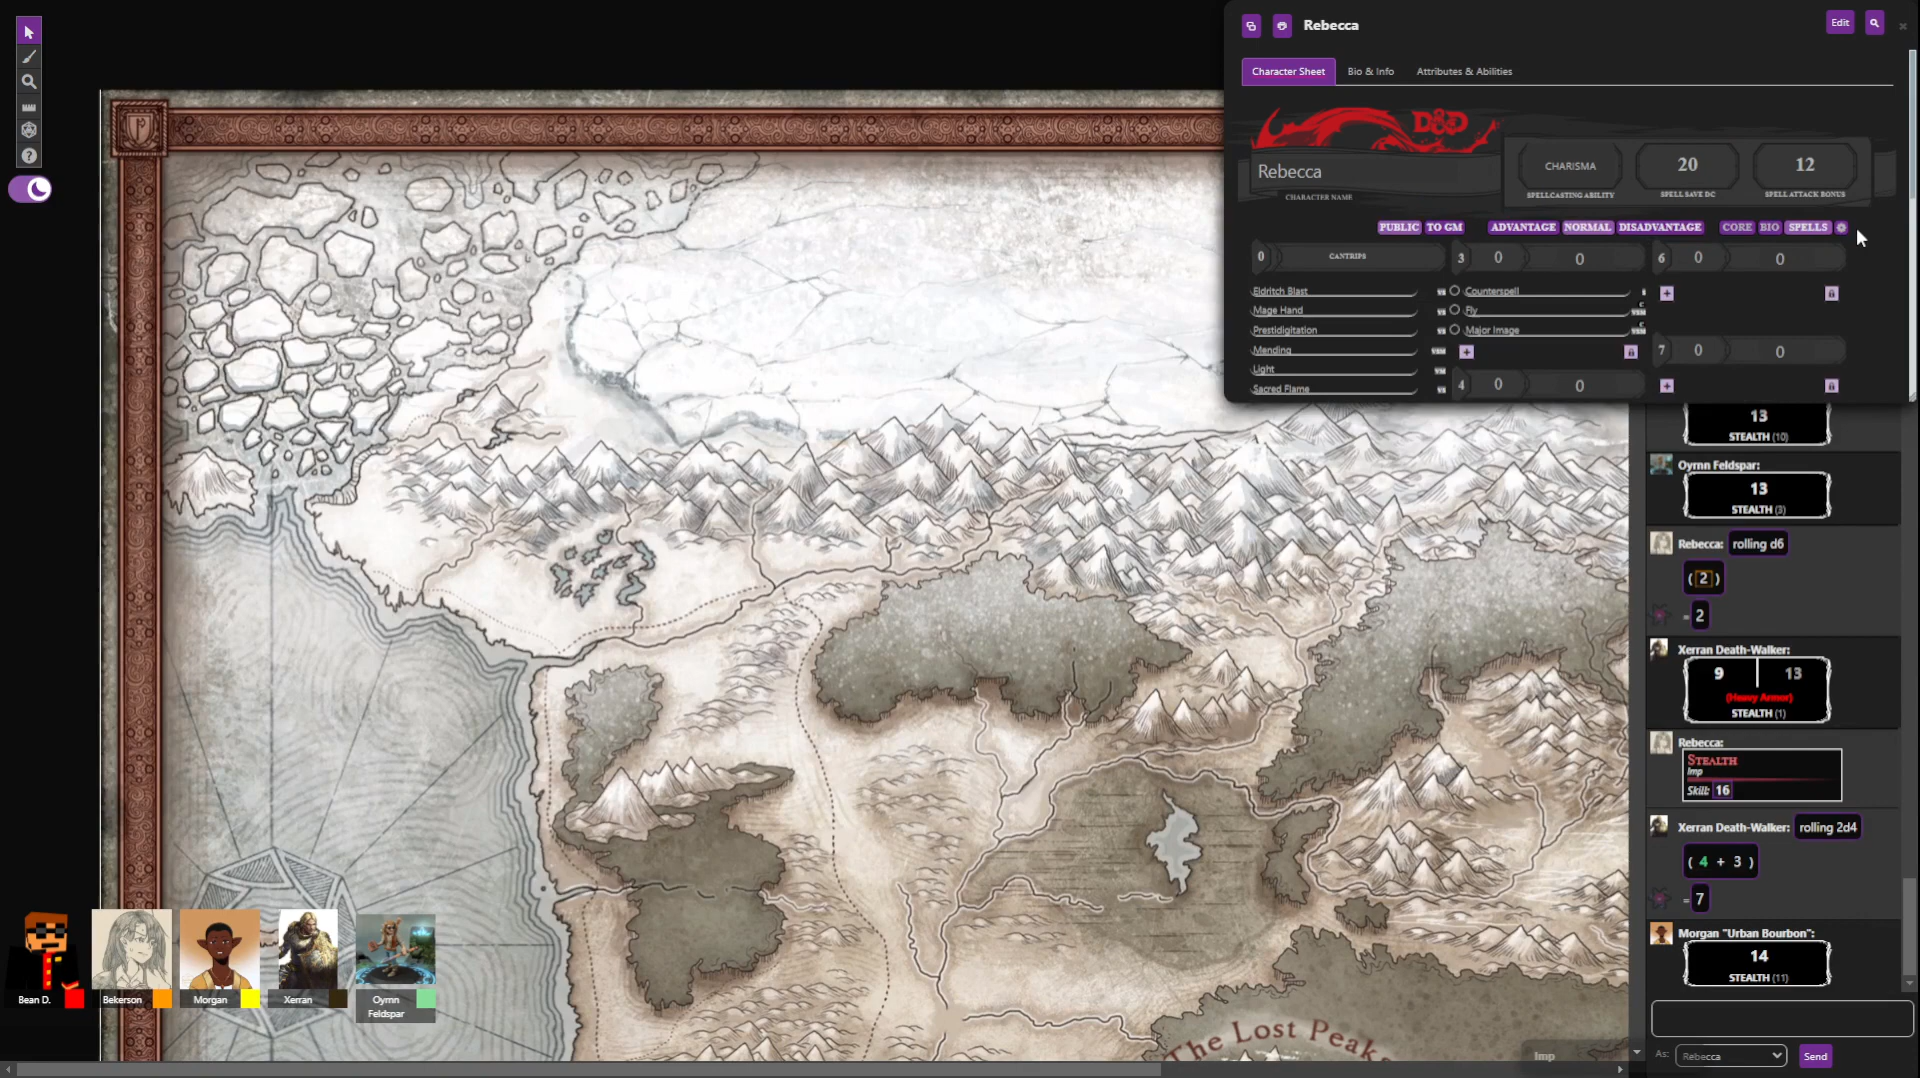 Rebecca
Edit
Character Sheet
Bio & Info
Attributes & Abilities
D&D
Rebecca
CHARACTER NAME
CHARISMA
20
12
SPELLCASTING ABILITY
SPELL SAVE DC
SPELL ATTACK BONUS
PUBLIC
TO GM
ADVANTAGE
NORMAL
DISADVANTAGE
CORE
BIO
SPELLS
0
CANTRIPS
3
0
0
6
0
0
Eldritch Blast
Counterspell
Mage Hand
Fly
Prestidigitation
Major Image
Mending
7
0
0
Light
Sacred Flame
4
0
0
13
STEALTH (10)
Oymn Feldspar:
13
STEALTH (3)
Rebecca: rolling d6
(2)
= 2
Xerran Death-Walker:
9
13
(Heavy Armor)
STEALTH (1)
Rebecca:
STEALTH
Imp
Skill: 16
Xerran Death-Walker: rolling 2d4
( 4 + 3 )
= 7
Morgan "Urban Bourbon":
14
STEALTH (11)
Bean D.
Bekerson
Morgan
Xerran
Oymn
Feldspar
The Lost Peaks
Imp
As: Rebecca
Send